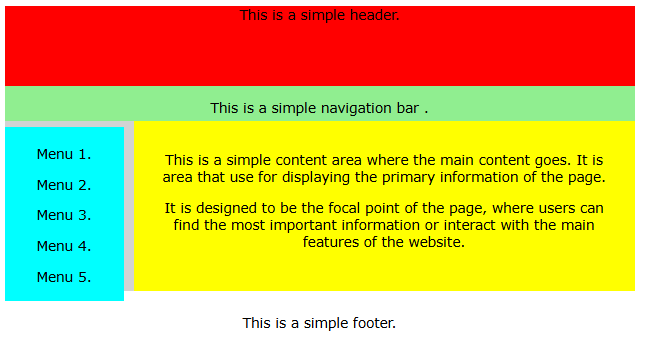 This is a simple header.
This is a simple navigation bar .
Menu 1.
Menu 2.
Menu 3.
Menu 4.
Menu 5.
This is a simple content area where the main content goes. It is
area that use for displaying the primary information of the page.
It is designed to be the focal point of the page, where users can
find the most important information or interact with the main
features of the website.
This is a simple footer.